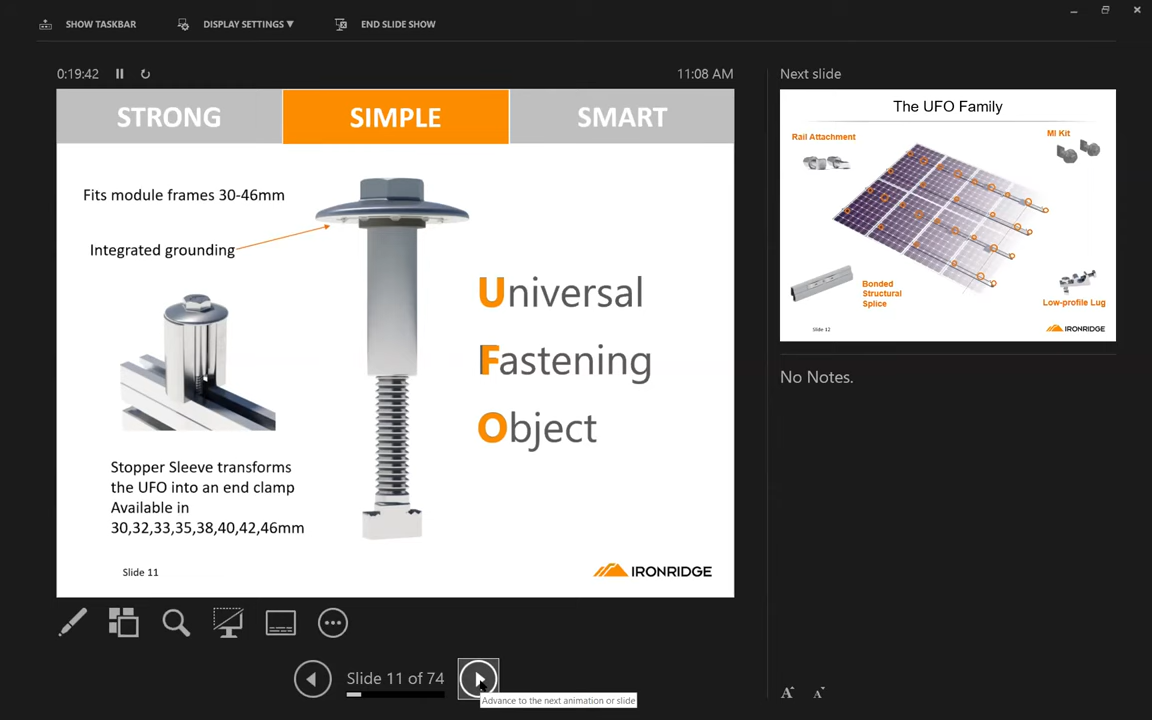 SHOW TASKBAR
DISPLAY SETTINGS ▼
END SLIDE SHOW
0:19:42
11:08 AM
STRONG
SIMPLE
SMART
Fits module frames 30-46mm
Integrated grounding
Universal
Fastening
Object
Stopper Sleeve transforms
the UFO into an end clamp
Available in
30,32,33,35,38,40,42,46mm
Slide 11
IRONRIDGE
Slide 11 of 74
Advance to the next animation or slide
Next slide
The UFO Family
Rail Attachment
MI Kit
Bonded
Structural
Splice
Low-profile Lug
Slide 12
IRONRIDGE
No Notes.
A
A